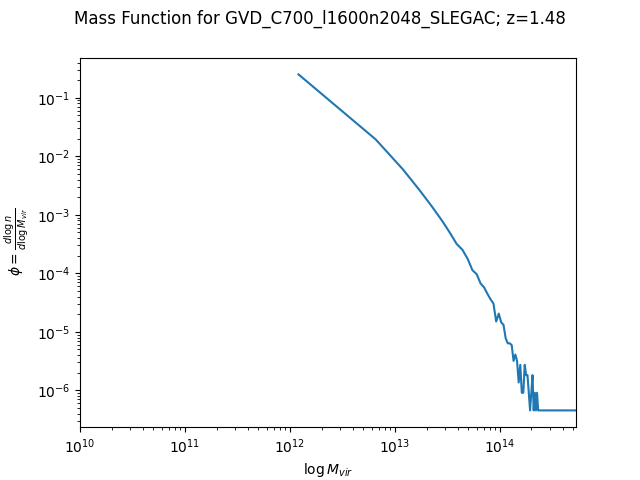 Mass Function for GVD_C700_l1600n2048_SLEGAC; z=1.48
10⁻¹
10⁻²
10⁻³
10⁻⁴
10⁻⁵
10⁻⁶
ϕ = d log n / d log M_vir
10¹⁰ 10¹¹ 10¹² 10¹³ 10¹⁴
log M_vir